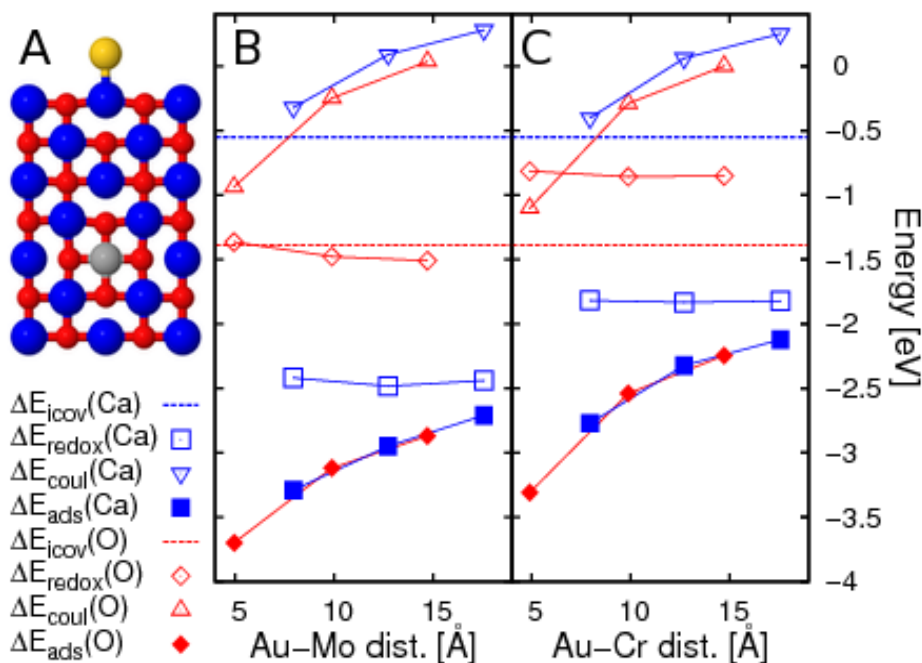 A
B
C
ΔE_icov(Ca)
ΔE_redox(Ca)
ΔE_coul(Ca)
ΔE_ads(Ca)
ΔE_icov(O)
ΔE_redox(O)
ΔE_coul(O)
ΔE_ads(O)
5 10 15
Au−Mo dist. [Å]
5 10 15
Au−Cr dist. [Å]
0
−0.5
−1
−1.5
−2
−2.5
−3
−3.5
−4
Energy [eV]